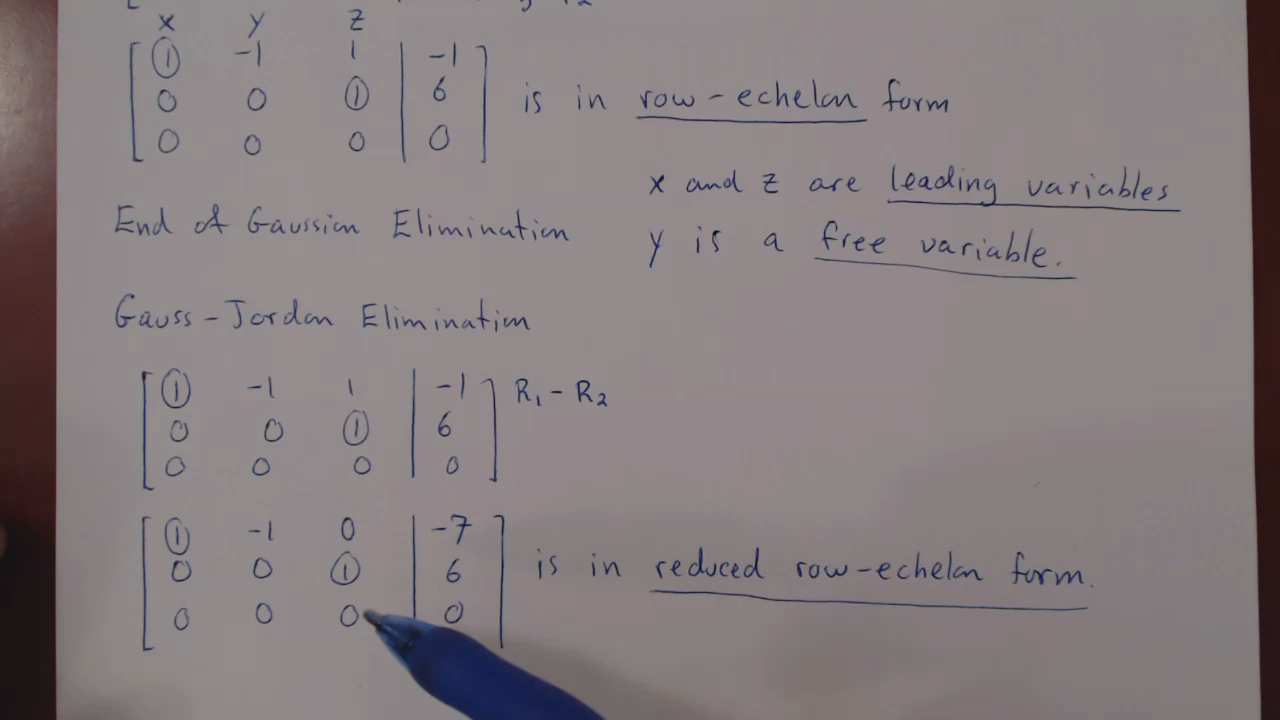 x y z
1 -1 1 | -1
0 0 1 | 6 is in row-echelon form
0 0 0 | 0
x and z are leading variables
End of Gaussian Elimination
y is a free variable.
Gauss-Jordan Elimination
1 -1 1 | -1 R1 - R2
0 0 1 | 6
0 0 0 | 0
1 -1 0 | -7
0 0 1 | 6 is in reduced row-echelon form.
0 0 0 | 0